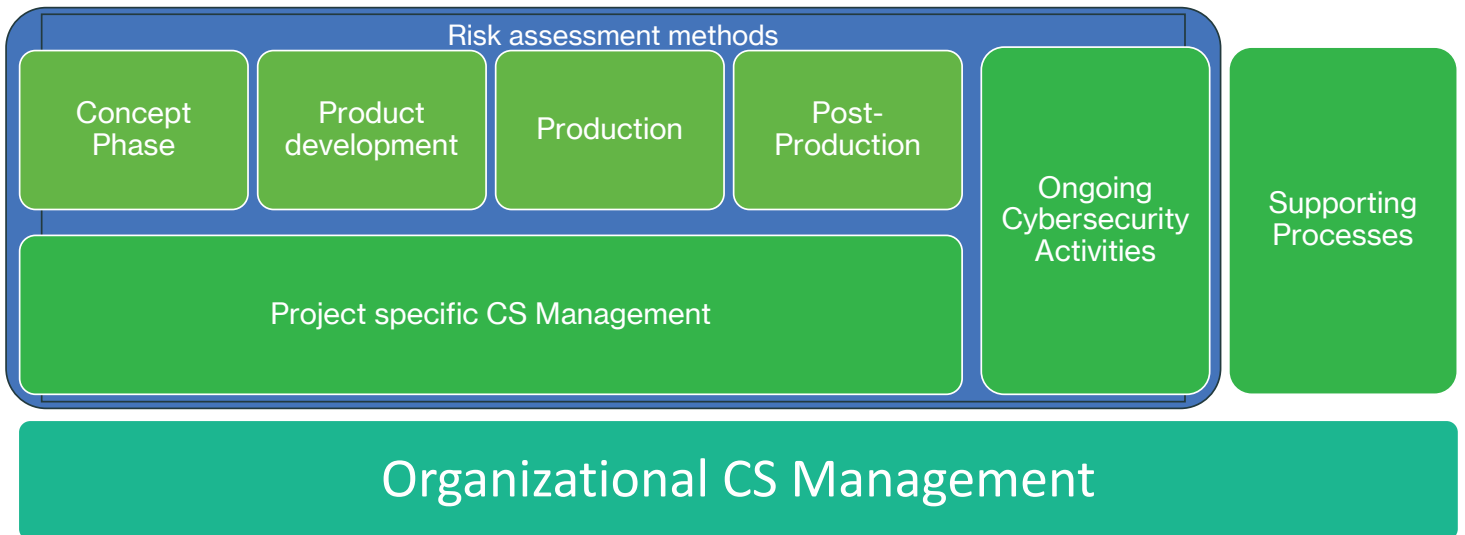 Risk assessment methods
Concept
Phase
Product
development
Production
Post-
Production
Ongoing
Cybersecurity
Activities
Supporting
Processes
Project specific CS Management
Organizational CS Management